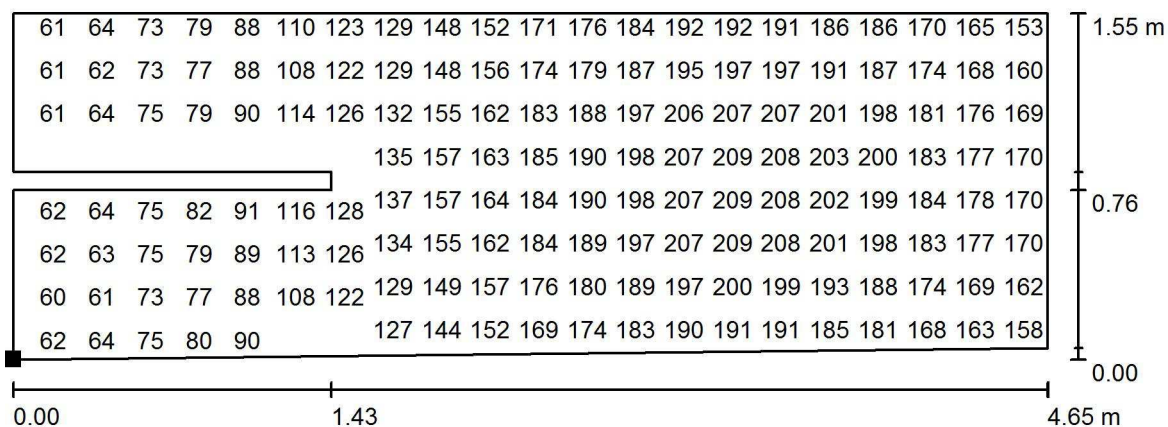 61 64 73 79 88 110 123 129 148 152 171 176 184 192 192 191 186 186 170 165 153
1.55 m
61 62 73 77 88 108 122 129 148 156 174 179 187 195 197 197 191 187 174 168 160
61 64 75 79 90 114 126 132 155 162 183 188 197 206 207 207 201 198 181 176 169
135 157 163 185 190 198 207 209 208 203 200 183 177 170
62 64 75 82 91 116 128 137 157 164 184 190 198 207 209 208 202 199 184 178 170
0.76
62 63 75 79 89 113 126 134 155 162 184 189 197 207 209 208 201 198 183 177 170
60 61 73 77 88 108 122 129 149 157 176 180 189 197 200 199 193 188 174 169 162
62 64 75 80 90 127 144 152 169 174 183 190 191 191 185 181 168 163 158
0.00
0.00 1.43 4.65 m